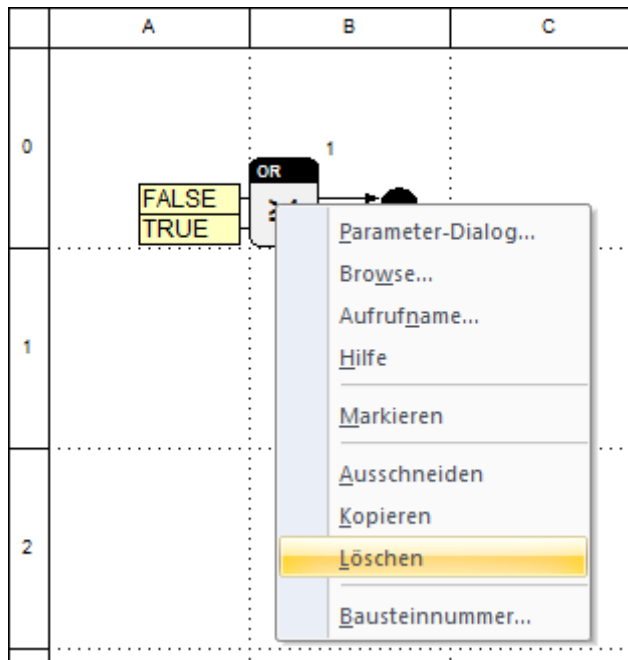 A B C
0
1
OR
FALSE
TRUE
Parameter-Dialog...
Browse...
Aufrufname...
Hilfe
1
Markieren
Ausschneiden
Kopieren
2
Löschen
Bausteinnummer...